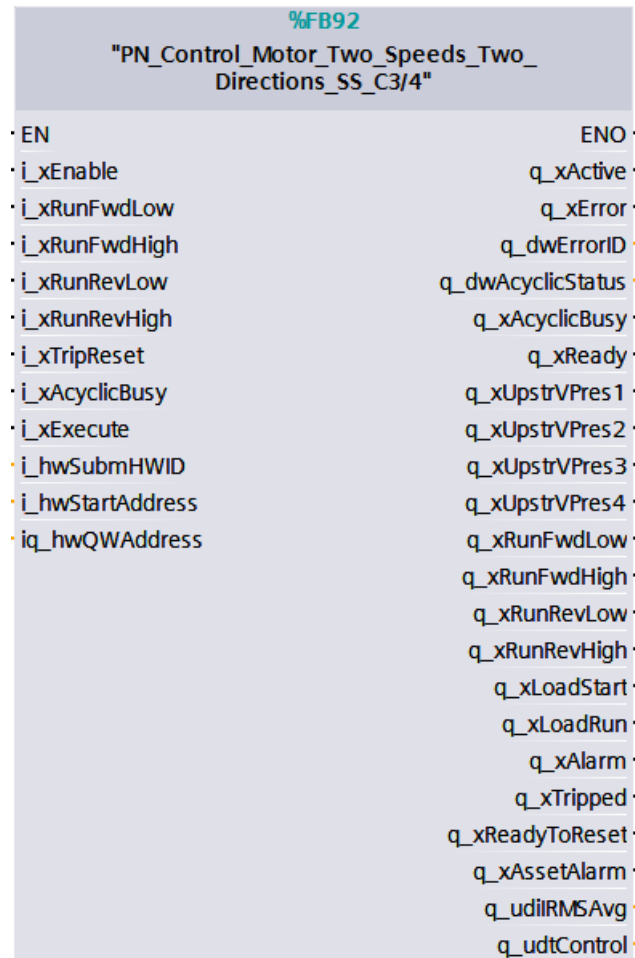 %FB92
"PN_Control_Motor_Two_Speeds_Two_
Directions_SS_C3/4"
EN ENO
i_xEnable q_xActive
i_xRunFwdLow q_xError
i_xRunFwdHigh q_dwErrorID
i_xRunRevLow q_dwAcyclicStatus
i_xRunRevHigh q_xAcyclicBusy
i_xTripReset q_xReady
i_xAcyclicBusy q_xUpstrVPres1
i_xExecute q_xUpstrVPres2
i_hwSubmHWID q_xUpstrVPres3
i_hwStartAddress q_xUpstrVPres4
iq_hwQWAddress q_xRunFwdLow
q_xRunFwdHigh
q_xRunRevLow
q_xRunRevHigh
q_xLoadStart
q_xLoadRun
q_xAlarm
q_xTripped
q_xReadyToReset
q_xAssetAlarm
q_udiIRMSAvg
q_udtControl